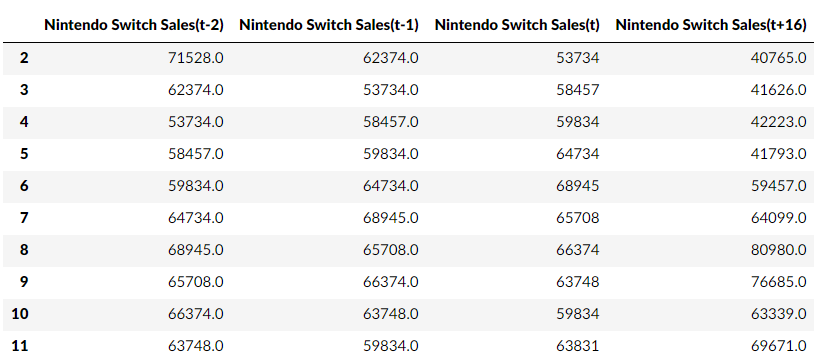 Nintendo Switch Sales(t-2) Nintendo Switch Sales(t-1) Nintendo Switch Sales(t) Nintendo Switch Sales(t+16)
2 71528.0 62374.0 53734 40765.0
3 62374.0 53734.0 58457 41626.0
4 53734.0 58457.0 59834 42223.0
5 58457.0 59834.0 64734 41793.0
6 59834.0 64734.0 68945 59457.0
7 64734.0 68945.0 65708 64099.0
8 68945.0 65708.0 66374 80980.0
9 65708.0 66374.0 63748 76685.0
10 66374.0 63748.0 59834 63339.0
11 63748.0 59834.0 63831 69671.0